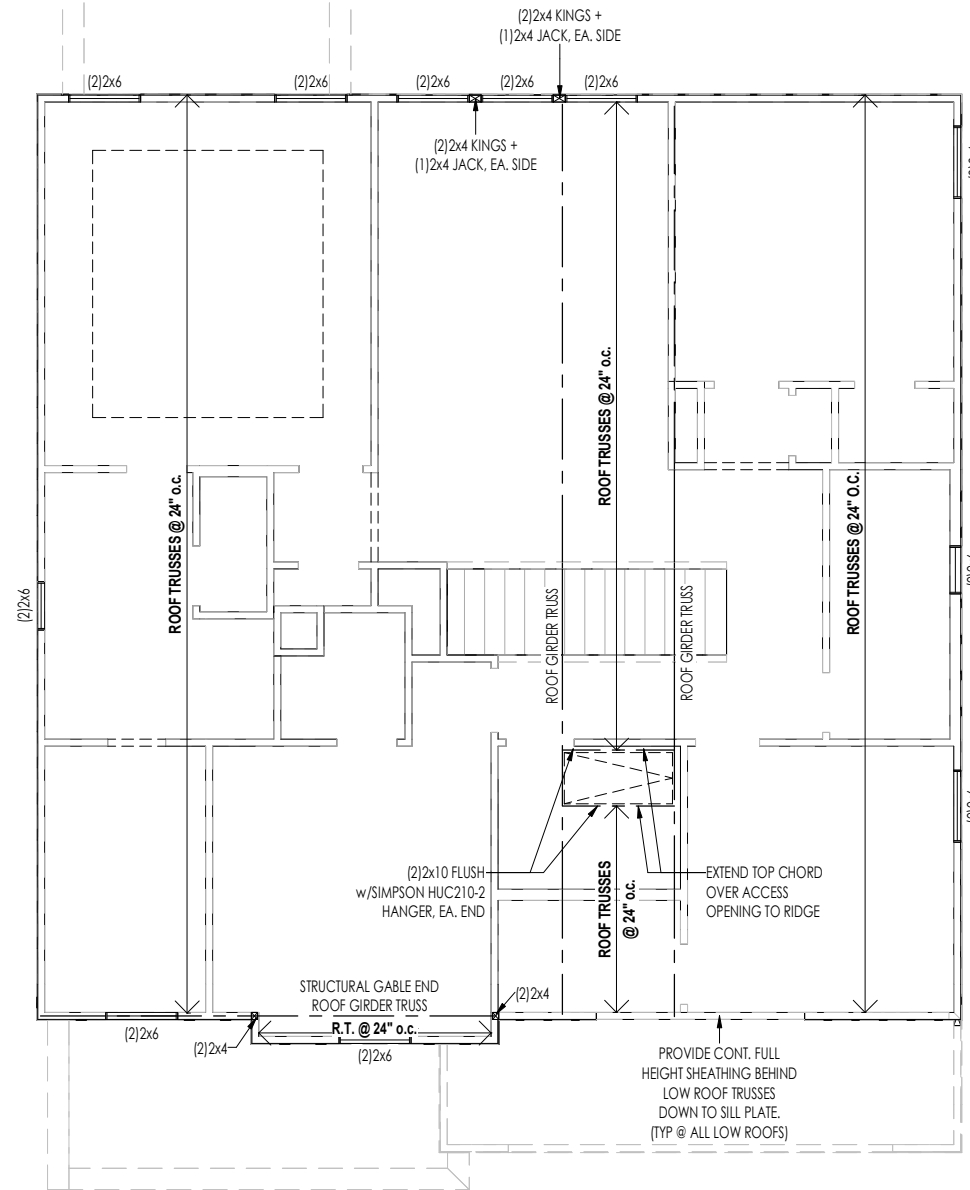 (2)2x4 KINGS +
(1)2x4 JACK, EA. SIDE
(2)2x6
(2)2x6
(2)2x6
(2)2x6
(2)2x6
(2)2x4 KINGS +
(1)2x4 JACK, EA. SIDE
ROOF TRUSSES @ 24" o.c.
ROOF TRUSSES @ 24" o.c.
ROOF TRUSSES @ 24" O.C.
(2)2x6
ROOF GIRDER TRUSS
ROOF GIRDER TRUSS
(2)2x10 FLUSH
w/SIMPSON HUC210-2
HANGER, EA. END
ROOF TRUSSES
@ 24" o.c.
EXTEND TOP CHORD
OVER ACCESS
OPENING TO RIDGE
STRUCTURAL GABLE END
ROOF GIRDER TRUSS
R.T. @ 24" o.c.
(2)2x4
(2)2x6
(2)2x4
(2)2x6
PROVIDE CONT. FULL
HEIGHT SHEATHING BEHIND
LOW ROOF TRUSSES
DOWN TO SILL PLATE.
(TYP @ ALL LOW ROOFS)